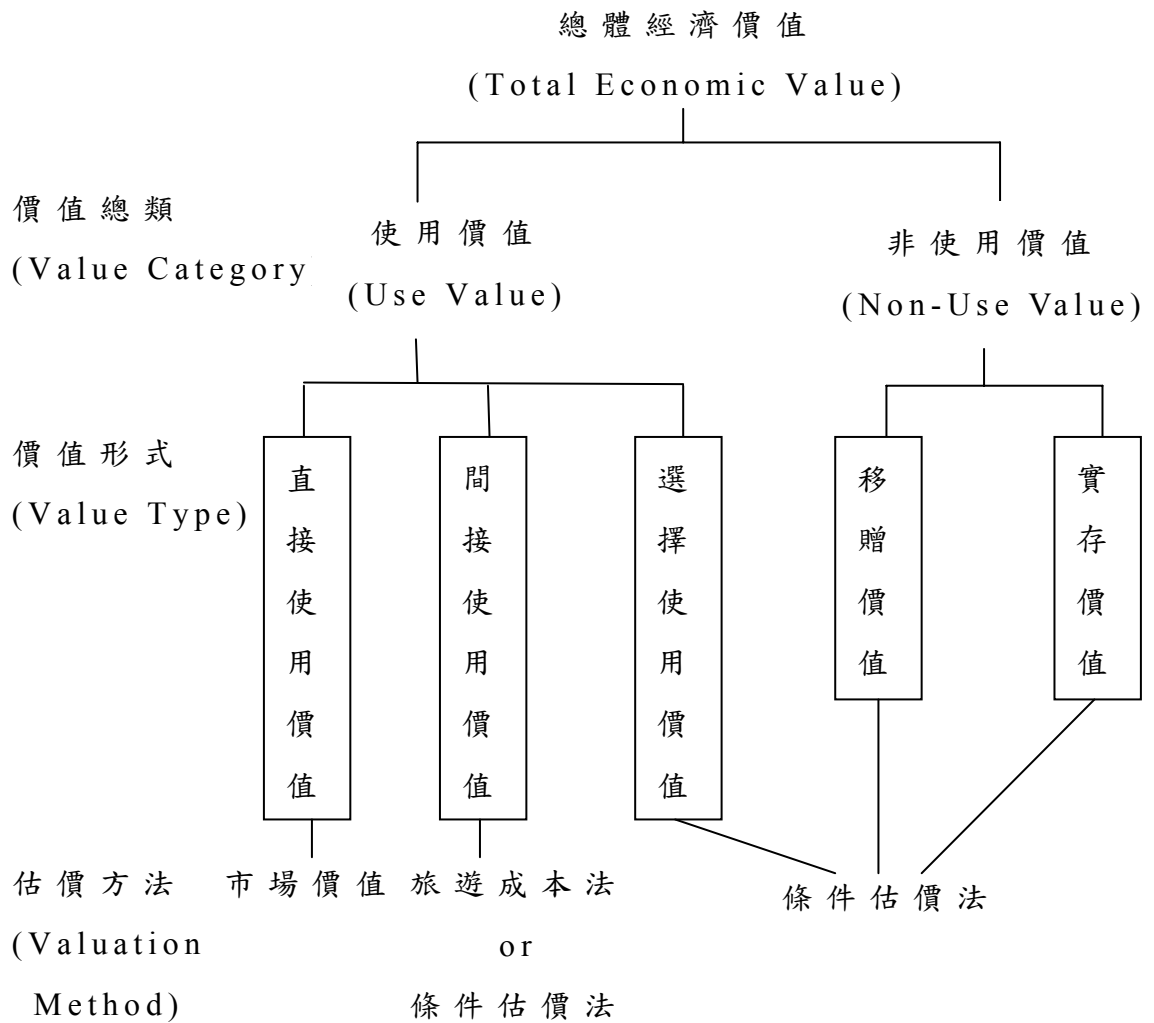 總體經濟價值
(Total Economic Value)
價值總類
(Value Category)
使用價值
(Use Value)
非使用價值
(Non-Use Value)
價值形式
(Value Type)
直接使用價值
間接使用價值
選擇使用價值
移贈價值
實存價值
估價方法
(Valuation
Method)
市場價值
旅遊成本法
or
條件估價法
條件估價法